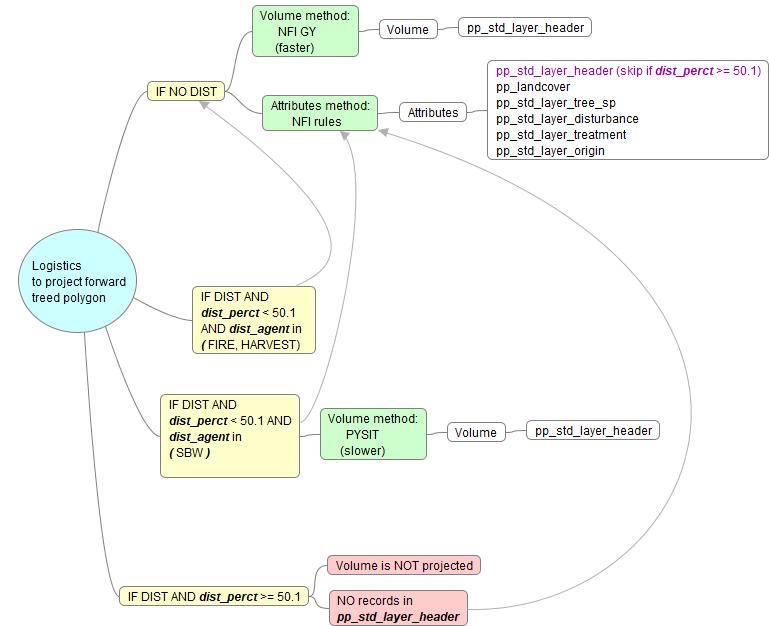 Volume method:
NFI GY
(faster)
Volume
pp_std_layer_header
IF NO DIST
Attributes method:
NFI rules
Attributes
pp_std_layer_header (skip if dist_perct >= 50.1)
pp_landcover
pp_std_layer_tree_sp
pp_std_layer_disturbance
pp_std_layer_treatment
pp_std_layer_origin
Logistics
to project forward
treed polygon
IF DIST AND
dist_perct < 50.1
AND dist_agent in
( FIRE, HARVEST)
IF DIST AND
dist_perct < 50.1 AND
dist_agent in
( SBW )
Volume method:
PYSIT
(slower)
Volume
pp_std_layer_header
IF DIST AND dist_perct >= 50.1
Volume is NOT projected
NO records in
pp_std_layer_header